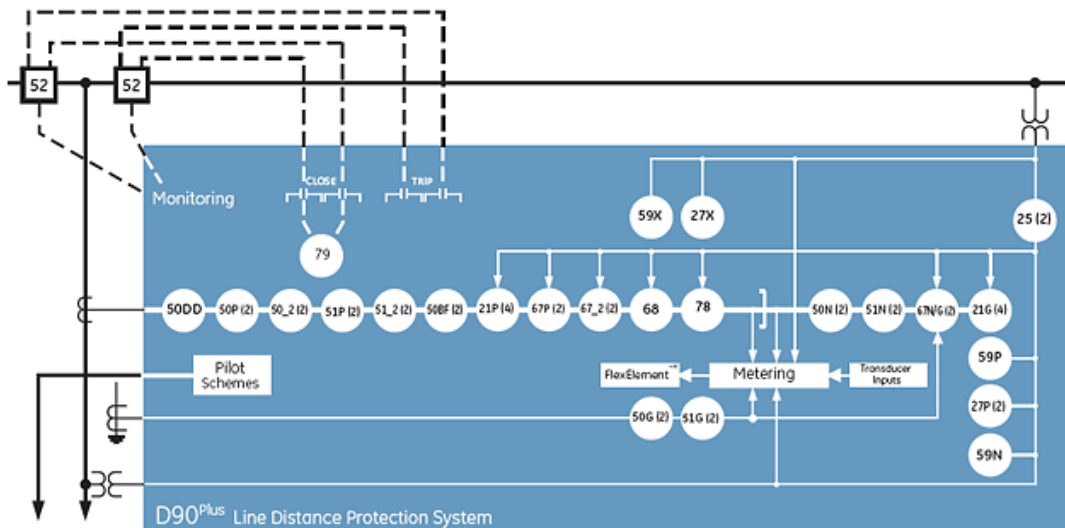 52
52
CLOSE
TRIP
Monitoring
59X
27X
25 (2)
79
50DD
50P (2)
50_2 (2)
51P (2)
51_2 (2)
50BF (2)
21P (4)
67P (2)
67_2 (2)
68
78
50N (2)
51N (2)
67N/G (2)
21G (4)
Pilot
Schemes
FlexElement™
Metering
Transducer
Inputs
59P
50G (2)
51G (2)
27P (2)
59N
D90Plus Line Distance Protection System